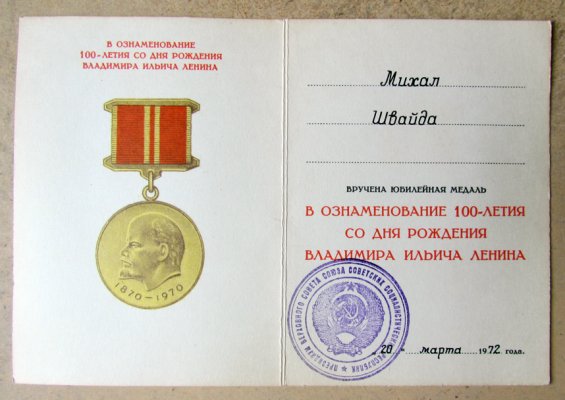 В ОЗНАМЕНОВАНИЕ
100-ЛЕТИЯ СО ДНЯ РОЖДЕНИЯ
ВЛАДИМИРА ИЛЬИЧА ЛЕНИНА
1870-1970
Михал
Швайда
ВРУЧЕНА ЮБИЛЕЙНАЯ МЕДАЛЬ
В ОЗНАМЕНОВАНИЕ 100-ЛЕТИЯ
СО ДНЯ РОЖДЕНИЯ
ВЛАДИМИРА ИЛЬИЧА ЛЕНИНА
ПРЕЗИДИУМ ВЕРХОВНОГО СОВЕТА СОЮЗА СОВЕТСКИХ СОЦИАЛИСТИЧЕСКИХ РЕСПУБЛИК
„20“ марта 1972 года.